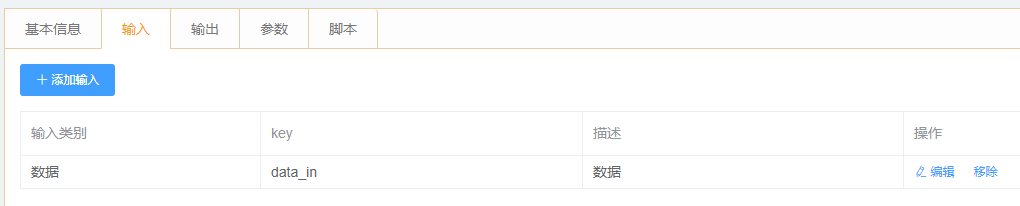 基本信息 输入 输出 参数 脚本
+ 添加输入
输入类别 key 描述 操作
数据 data_in 数据 编辑 移除